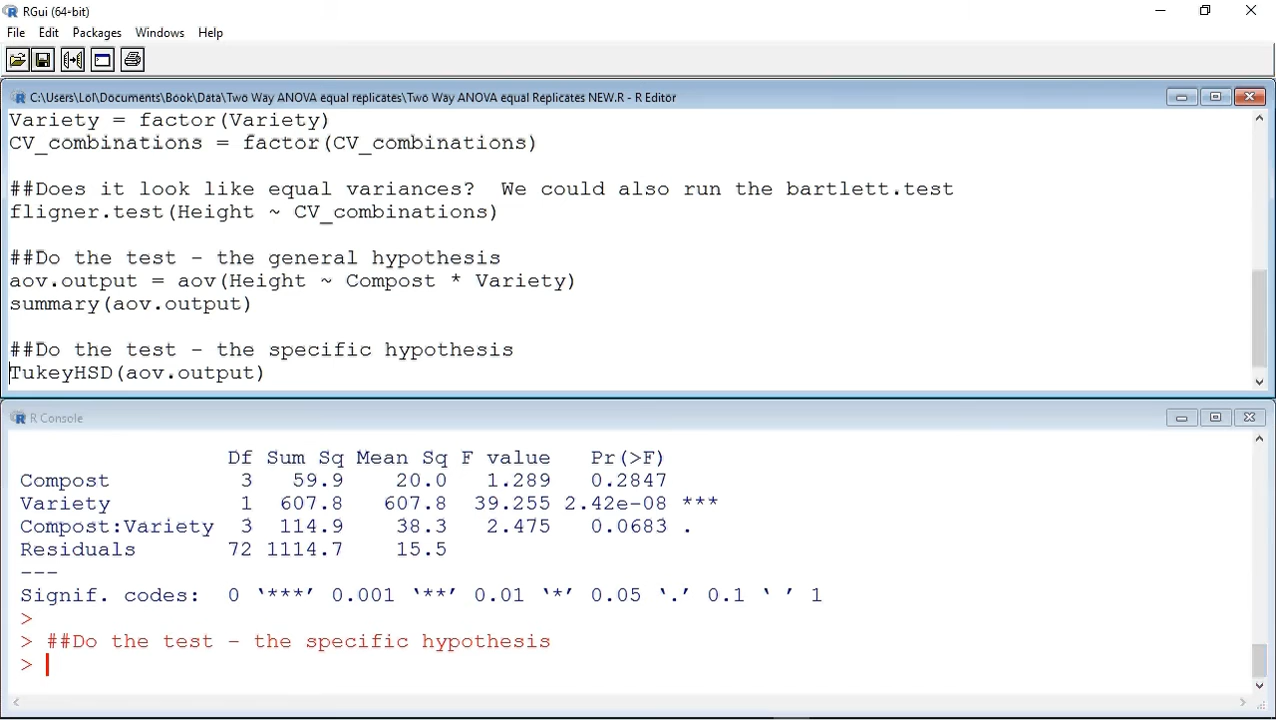 RGui (64-bit)
File Edit Packages Windows Help
C:\Users\Lol\Documents\Book\Data\Two Way ANOVA equal replicates\Two Way ANOVA equal Replicates NEW.R - R Editor
Variety = factor(Variety)
CV_combinations = factor(CV_combinations)
##Does it look like equal variances?  We could also run the bartlett.test
fligner.test(Height ~ CV_combinations)
##Do the test - the general hypothesis
aov.output = aov(Height ~ Compost * Variety)
summary(aov.output)
##Do the test - the specific hypothesis
TukeyHSD(aov.output)
R Console
Df Sum Sq Mean Sq F value Pr(>F)
Compost 3 59.9 20.0 1.289 0.2847
Variety 1 607.8 607.8 39.255 2.42e-08 ***
Compost:Variety 3 114.9 38.3 2.475 0.0683 .
Residuals 72 1114.7 15.5
---
Signif. codes: 0 ‘***’ 0.001 ‘**’ 0.01 ‘*’ 0.05 ‘.’ 0.1 ‘ ’ 1
>
> ##Do the test - the specific hypothesis
>